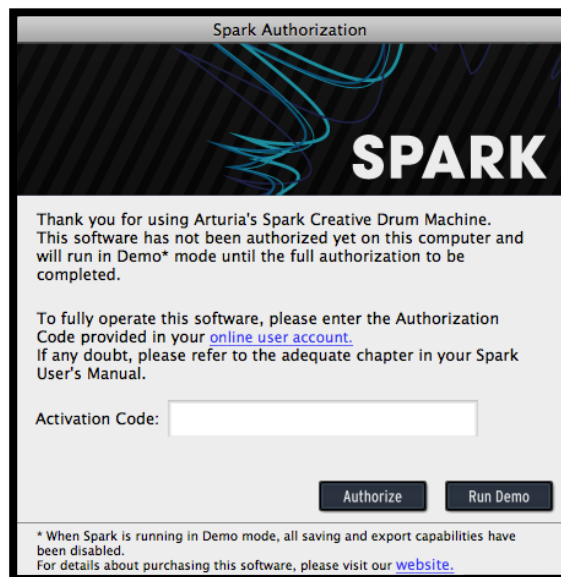 Spark Authorization
SPARK
Thank you for using Arturia's Spark Creative Drum Machine.
This software has not been authorized yet on this computer and
will run in Demo* mode until the full authorization to be
completed.
To fully operate this software, please enter the Authorization
Code provided in your online user account.
If any doubt, please refer to the adequate chapter in your Spark
User's Manual.
Activation Code:
Authorize
Run Demo
* When Spark is running in Demo mode, all saving and export capabilities have
been disabled.
For details about purchasing this software, please visit our website.